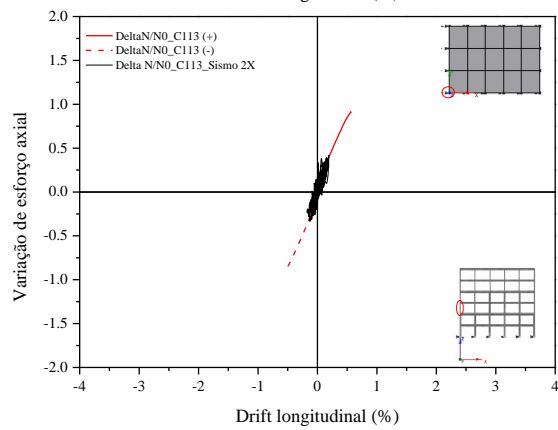 DeltaN/N0_C113 (+)
DeltaN/N0_C113 (-)
Delta N/N0_C113_Sismo 2X
Variação de esforço axial
2.0
1.5
1.0
0.5
0.0
-0.5
-1.0
-1.5
-2.0
-4
-3
-2
-1
0
1
2
3
4
Drift longitudinal (%)
x
z
x